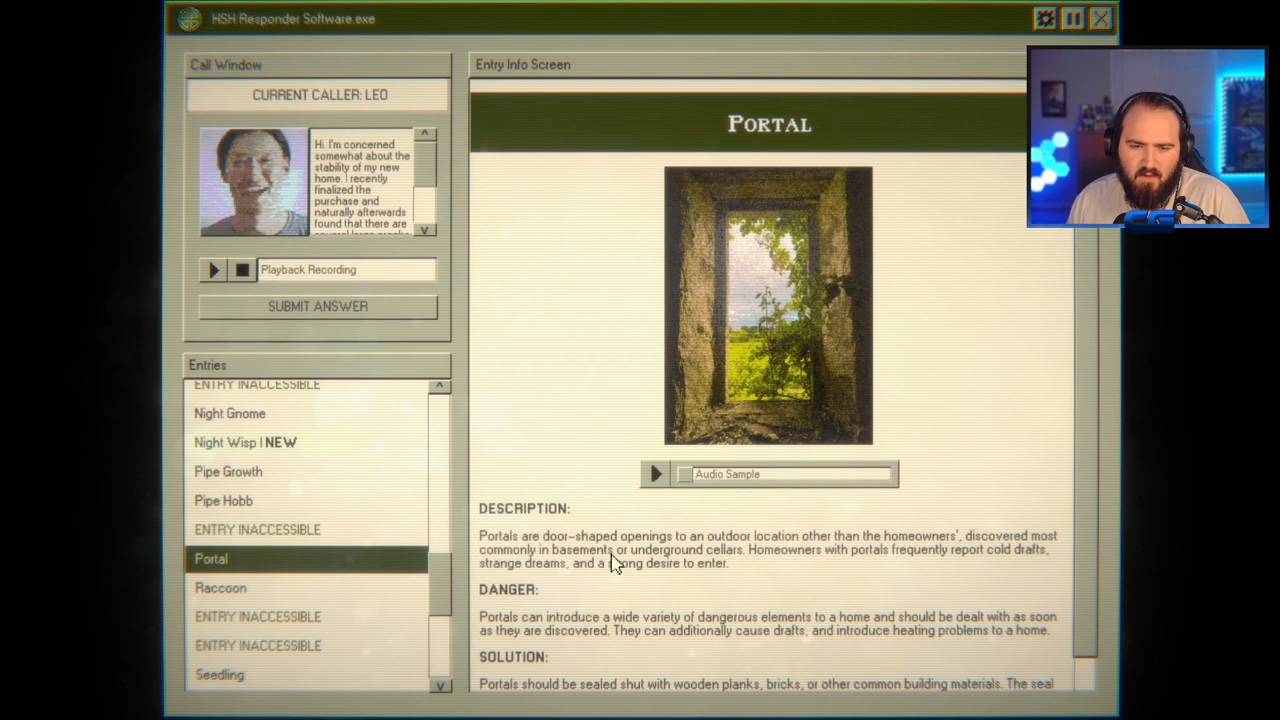 HSH Responder Software.exe
Call Window
CURRENT CALLER: LEO
Hi. I'm concerned
somewhat about the
stability of my new
home. I recently
finalized the
purchase and
naturally afterwards
found that there are
Playback Recording
SUBMIT ANSWER
Entries
ENTRY INACCESSIBLE
Night Gnome
Night Wisp | NEW
Pipe Growth
Pipe Hobb
ENTRY INACCESSIBLE
Portal
Raccoon
ENTRY INACCESSIBLE
ENTRY INACCESSIBLE
Seedling
Entry Info Screen
PORTAL
Audio Sample
DESCRIPTION:
Portals are door-shaped openings to an outdoor location other than the homeowners', discovered most
commonly in basements or underground cellars. Homeowners with portals frequently report cold drafts,
strange dreams, and a strong desire to enter.
DANGER:
Portals can introduce a wide variety of dangerous elements to a home and should be dealt with as soon
as they are discovered. They can additionally cause drafts, and introduce heating problems to a home.
SOLUTION:
Portals should be sealed shut with wooden planks, bricks, or other common building materials. The seal